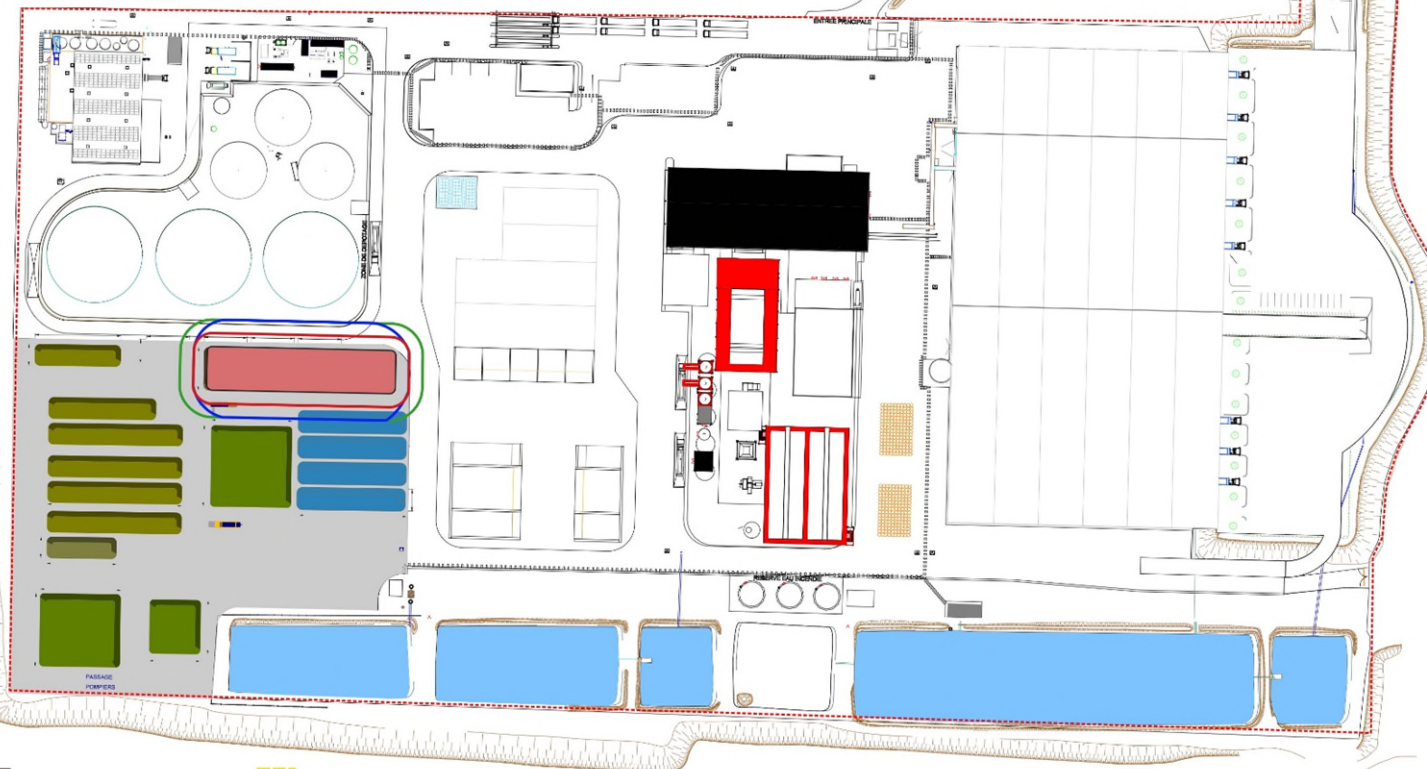 ENTREE PRINCIPALE
ZONE DE DEPOTAGE
RESERVE EAU INCENDIE
PASSAGE
POMPIERS